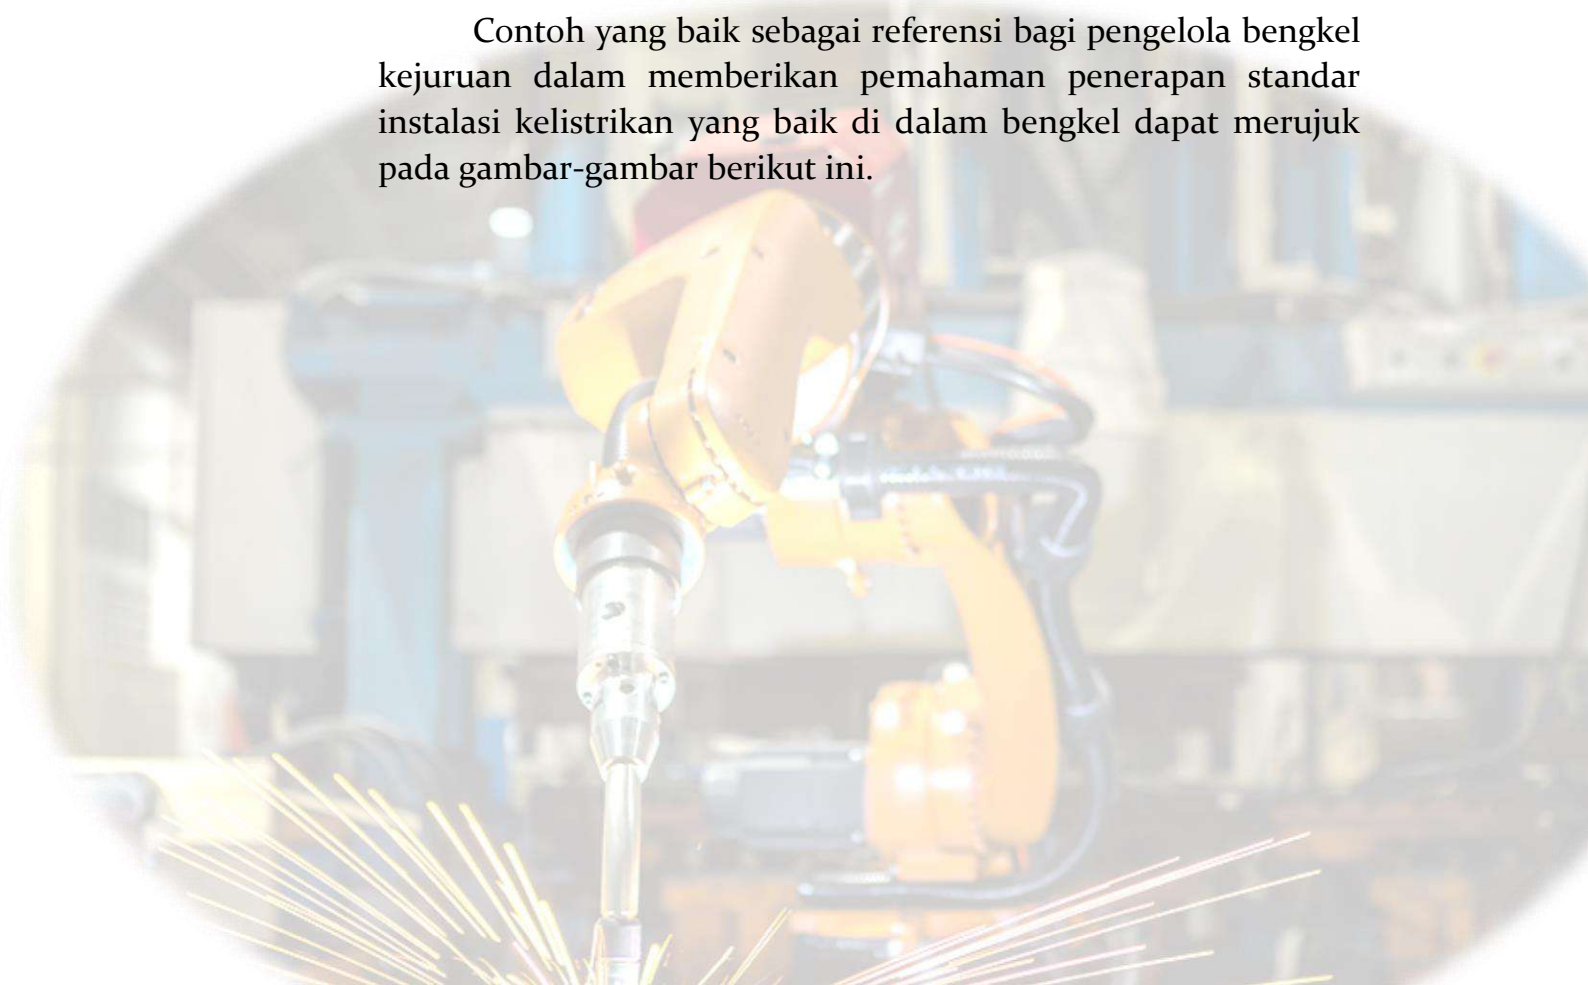 Contoh yang baik sebagai referensi bagi pengelola bengkel
kejuruan dalam memberikan pemahaman penerapan standar
instalasi kelistrikan yang baik di dalam bengkel dapat merujuk
pada gambar-gambar berikut ini.